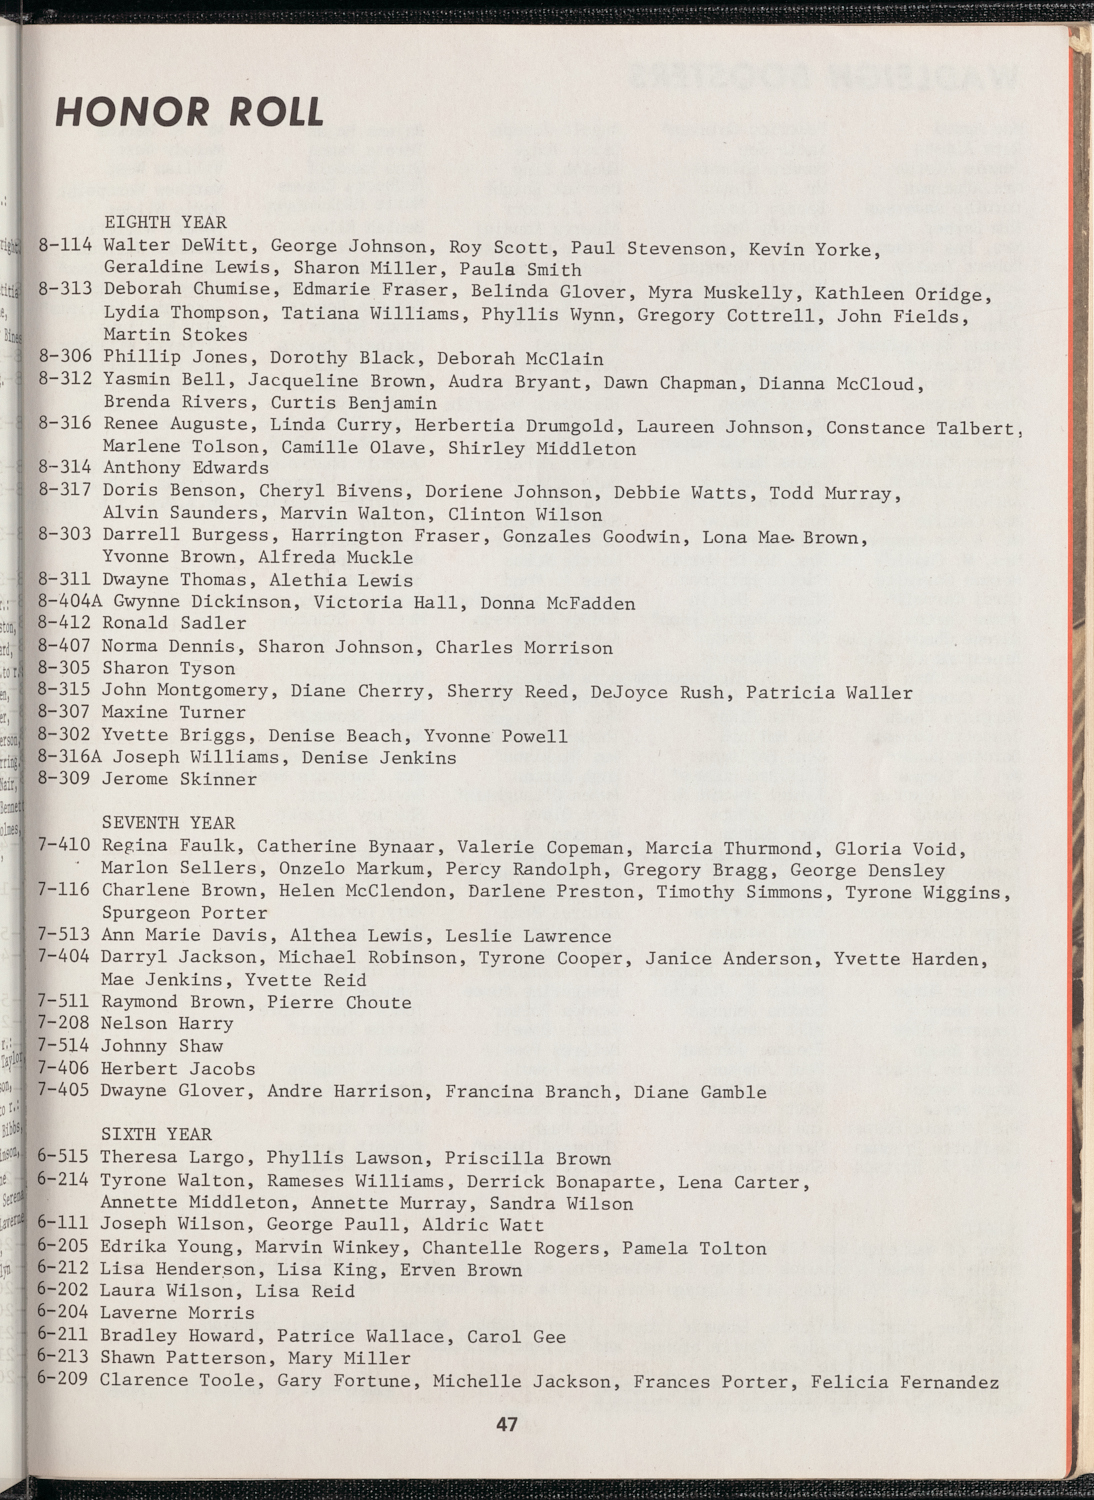 HONOR ROLL
EIGHTH YEAR
8-114 Walter DeWitt, George Johnson, Roy Scott, Paul Stevenson, Kevin Yorke,
Geraldine Lewis, Sharon Miller, Paula Smith
8-313 Deborah Chumise, Edmarie Fraser, Belinda Glover, Myra Muskelly, Kathleen Oridge,
Lydia Thompson, Tatiana Williams, Phyllis Wynn, Gregory Cottrell, John Fields,
Martin Stokes
8-306 Phillip Jones, Dorothy Black, Deborah McClain
8-312 Yasmin Bell, Jacqueline Brown, Audra Bryant, Dawn Chapman, Dianna McCloud,
Brenda Rivers, Curtis Benjamin
8-316 Renee Auguste, Linda Curry, Herbertia Drumgold, Laureen Johnson, Constance Talbert,
Marlene Tolson, Camille Olave, Shirley Middleton
8-314 Anthony Edwards
8-317 Doris Benson, Cheryl Bivens, Doriene Johnson, Debbie Watts, Todd Murray,
Alvin Saunders, Marvin Walton, Clinton Wilson
8-303 Darrell Burgess, Harrington Fraser, Gonzales Goodwin, Lona Mae Brown,
Yvonne Brown, Alfreda Muckle
8-311 Dwayne Thomas, Alethia Lewis
8-404A Gwynne Dickinson, Victoria Hall, Donna McFadden
8-412 Ronald Sadler
8-407 Norma Dennis, Sharon Johnson, Charles Morrison
8-305 Sharon Tyson
8-315 John Montgomery, Diane Cherry, Sherry Reed, DeJoyce Rush, Patricia Waller
8-307 Maxine Turner
8-302 Yvette Briggs, Denise Beach, Yvonne Powell
8-316A Joseph Williams, Denise Jenkins
8-309 Jerome Skinner
SEVENTH YEAR
7-410 Regina Faulk, Catherine Bynaar, Valerie Copeman, Marcia Thurmond, Gloria Void,
Marlon Sellers, Onzelo Markum, Percy Randolph, Gregory Bragg, George Densley
7-116 Charlene Brown, Helen McClendon, Darlene Preston, Timothy Simmons, Tyrone Wiggins,
Spurgeon Porter
7-513 Ann Marie Davis, Althea Lewis, Leslie Lawrence
7-404 Darryl Jackson, Michael Robinson, Tyrone Cooper, Janice Anderson, Yvette Harden,
Mae Jenkins, Yvette Reid
7-511 Raymond Brown, Pierre Choute
7-208 Nelson Harry
7-514 Johnny Shaw
7-406 Herbert Jacobs
7-405 Dwayne Glover, Andre Harrison, Francina Branch, Diane Gamble
SIXTH YEAR
6-515 Theresa Largo, Phyllis Lawson, Priscilla Brown
6-214 Tyrone Walton, Rameses Williams, Derrick Bonaparte, Lena Carter,
Annette Middleton, Annette Murray, Sandra Wilson
6-111 Joseph Wilson, George Paull, Aldric Watt
6-205 Edrika Young, Marvin Winkey, Chantelle Rogers, Pamela Tolton
6-212 Lisa Henderson, Lisa King, Erven Brown
6-202 Laura Wilson, Lisa Reid
6-204 Laverne Morris
6-211 Bradley Howard, Patrice Wallace, Carol Gee
6-213 Shawn Patterson, Mary Miller
6-209 Clarence Toole, Gary Fortune, Michelle Jackson, Frances Porter, Felicia Fernandez
47